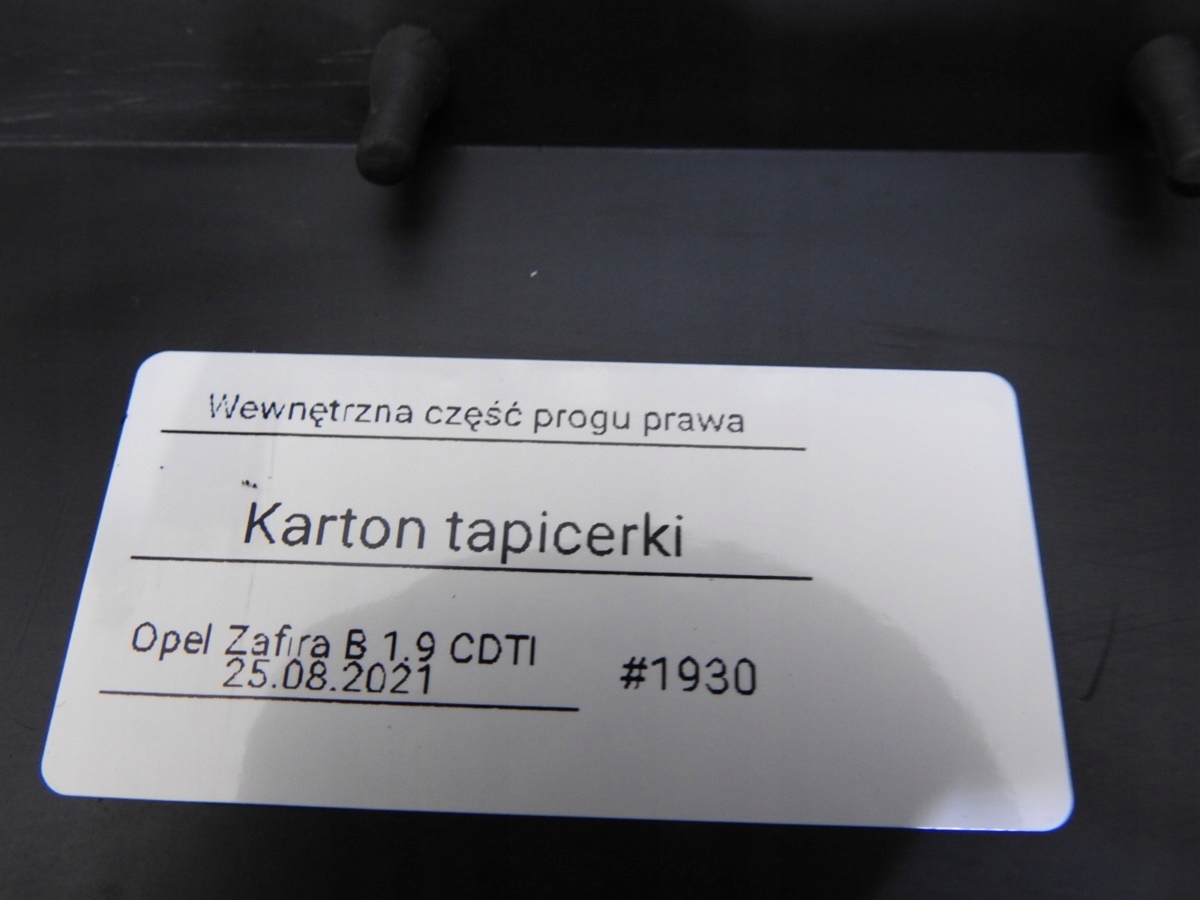 Wewnętrzna część progu prawa
Karton tapicerki
Opel Zafira B 1.9 CDTI
25.08.2021
#1930